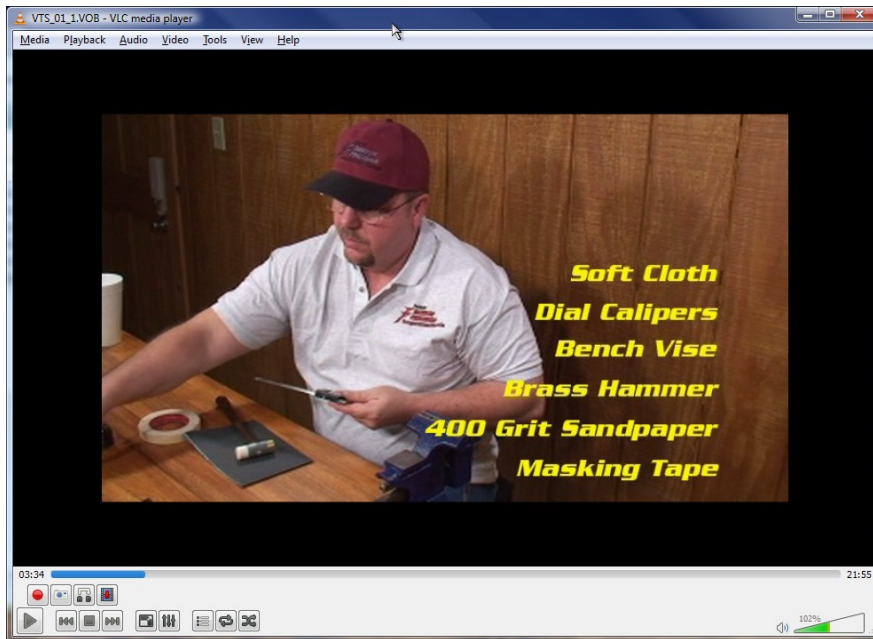 VTS_01_1.VOB - VLC media player
Media Playback Audio Video Tools View Help
Soft Cloth
Dial Calipers
Bench Vise
Brass Hammer
400 Grit Sandpaper
Masking Tape
03:34 21:55
102%